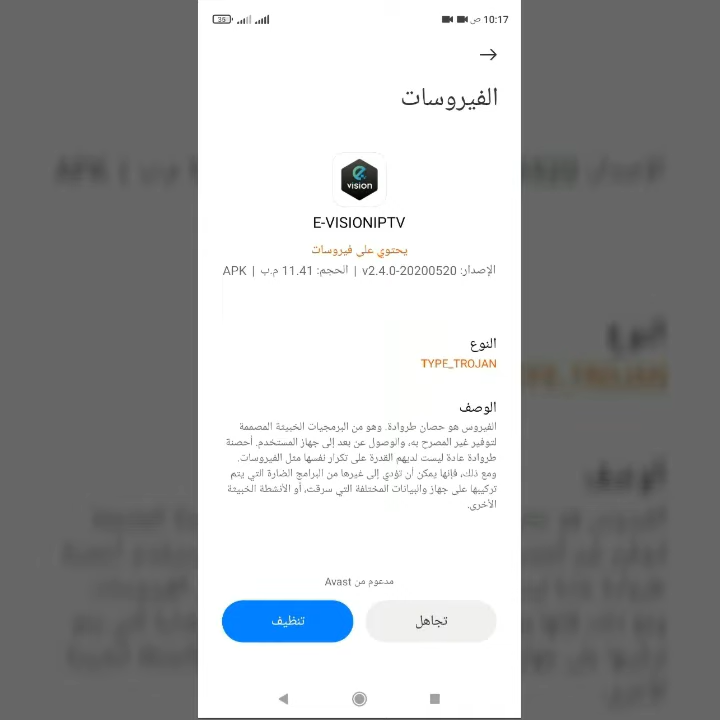 35 10:17 ص
→
الفيروسات
vision
E-VISIONIPTV
يحتوي على فيروسات
الإصدار: v2.4.0-20200520 | الحجم: 11.41 م.ب | APK
النوع
TYPE_TROJAN
الوصف
الفيروس هو حصان طروادة. وهو من البرمجيات الخبيثة المصممة
لتوفير غير المصرح به، والوصول عن بعد إلى جهاز المستخدم. أحصنة
طروادة عادة ليست لديهم القدرة على تكرار نفسها مثل الفيروسات.
ومع ذلك، فإنها يمكن أن تؤدي إلى غيرها من البرامج الضارة التي يتم
تركيبها على جهاز والبيانات المختلفة التي سرقت، أو الأنشطة الخبيثة
الأخرى.
مدعوم من Avast
تجاهل
تنظيف